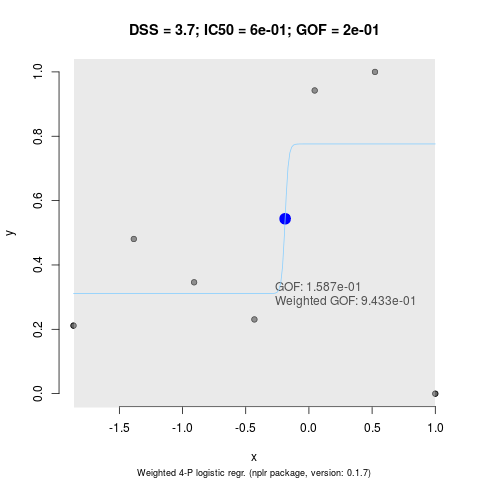 DSS = 3.7; IC50 = 6e-01; GOF = 2e-01
1.0
0.8
0.6
0.4
0.2
0.0
y
GOF: 1.587e-01
Weighted GOF: 9.433e-01
-1.5 -1.0 -0.5 0.0 0.5 1.0
x
Weighted 4-P logistic regr. (nplr package, version: 0.1.7)